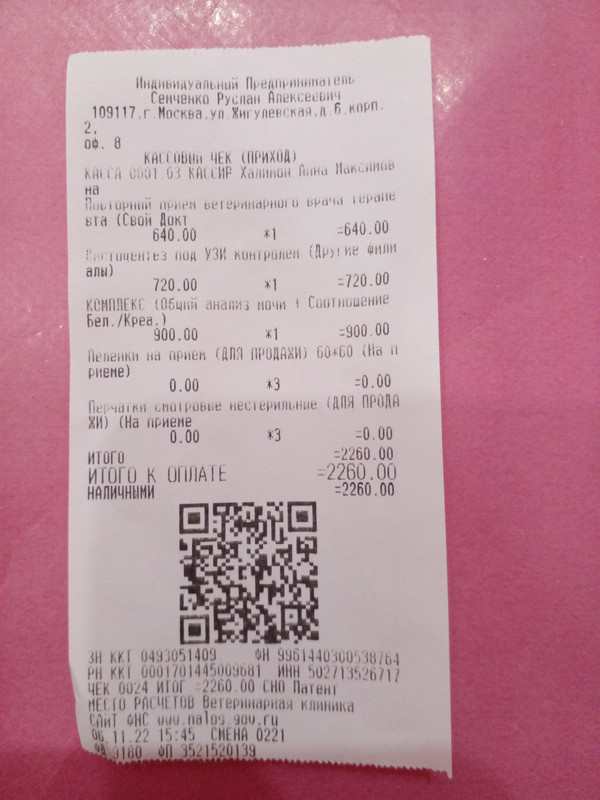 Индивидуальный Предприниматель
Сенченко Руслан Алексеевич
109117,г.Москва,ул.Жигулевская,д.6,корп.
2,
оф. 8
КАССОВЫЙ ЧЕК (ПРИХОД)
КАССА 0001.03 КАССИР Халимон Анна Максимов
на
Повторный прием ветеринарного врача терапе
вта (Свой Докт
640.00 *1 =640.00
Цистоцентез под УЗИ контролем (Другие фили
алы)
720.00 *1 =720.00
КОМПЛЕКС (Общий анализ мочи + Соотношение
Бел./Креа.)
900.00 *1 =900.00
Пеленки на прием (ДЛЯ ПРОДАЖИ) 60*60 (На п
риеме)
0.00 *3 =0.00
Перчатки смотровые нестерильные (ДЛЯ ПРОДА
ЖИ) (На приеме
0.00 *3 =0.00
ИТОГО =2260.00
ИТОГО К ОПЛАТЕ =2260.00
НАЛИЧНЫМИ =2260.00
ЗН ККТ 0493051409 ФН 9961440300538764
РН ККТ 0001701445009681 ИНН 502713526717
ЧЕК 0024 ИТОГ =2260.00 СНО Патент
МЕСТО РАСЧЕТОВ Ветеринарная клиника
САЙТ ФНС www.nalog.gov.ru
06.11.22 15:45 СМЕНА 0221
ФД 9180 ФП 3521520139